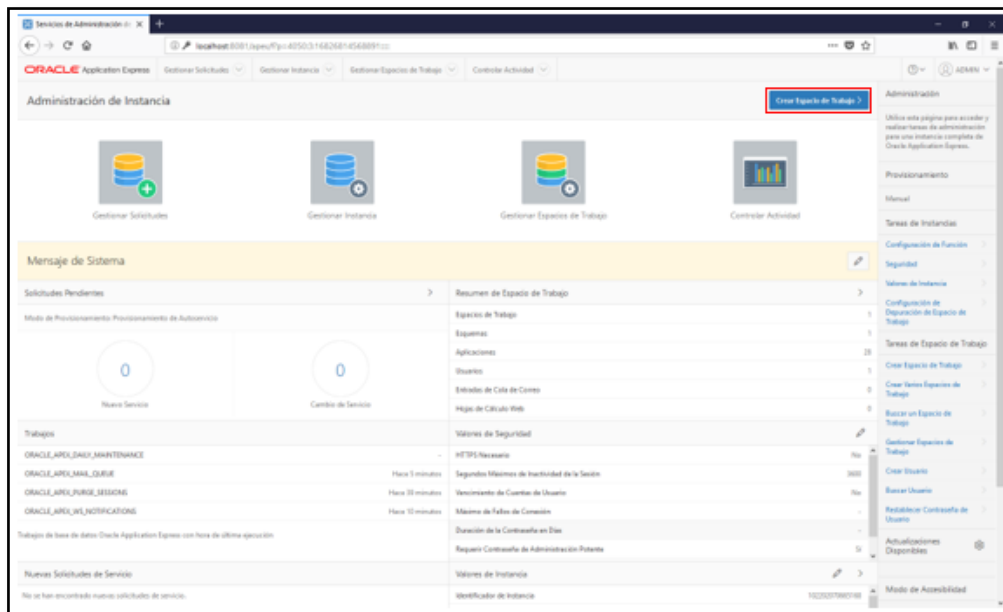 Servicios de Administración de
localhost:8081/apex/f?p=4050:3:16826814568891:::
ORACLE Application Express
Gestionar Solicitudes
Gestionar Instancia
Gestionar Espacios de Trabajo
Controlar Actividad
ADMIN
Administración de Instancia
Crear Espacio de Trabajo >
Gestionar Solicitudes
Gestionar Instancia
Gestionar Espacios de Trabajo
Controlar Actividad
Mensaje de Sistema
Solicitudes Pendientes
Modo de Provisionamiento: Provisionamiento de Autoservicio
0
Nuevo Servicio
0
Cambio de Servicio
Resumen de Espacio de Trabajo
Espacios de Trabajo 1
Esquemas 1
Aplicaciones 28
Usuarios 1
Entradas de Cola de Correo 0
Hojas de Cálculo Web 0
Trabajos
ORACLE_APEX_DAILY_MAINTENANCE -
ORACLE_APEX_MAIL_QUEUE Hace 5 minutos
ORACLE_APEX_PURGE_SESSIONS Hace 39 minutos
ORACLE_APEX_WS_NOTIFICATIONS Hace 10 minutos
Trabajos de base de datos Oracle Application Express con hora de última ejecución.
Valores de Seguridad
HTTPS Necesario No
Segundos Máximos de Inactividad de la Sesión 3600
Vencimiento de Cuentas de Usuario No
Máximo de Fallos de Conexión -
Duración de la Contraseña en Días -
Requerir Contraseña de Administración Potente Sí
Nuevas Solicitudes de Servicio
No se han encontrado nuevas solicitudes de servicio.
Valores de Instancia
Identificador de Instancia
Administración
Utilice esta página para acceder y
realizar tareas de administración
para una instancia completa de
Oracle Application Express.
Provisionamiento
Manual
Tareas de Instancias
Configuración de Función
Seguridad
Valores de Instancia
Configuración de
Depuración de Espacio de
Trabajo
Tareas de Espacio de Trabajo
Crear Espacio de Trabajo
Crear Varios Espacios de
Trabajo
Buscar un Espacio de
Trabajo
Gestionar Espacios de
Trabajo
Crear Usuario
Buscar Usuario
Restablecer Contraseña de
Usuario
Actualizaciones
Disponibles
Modo de Accesibilidad